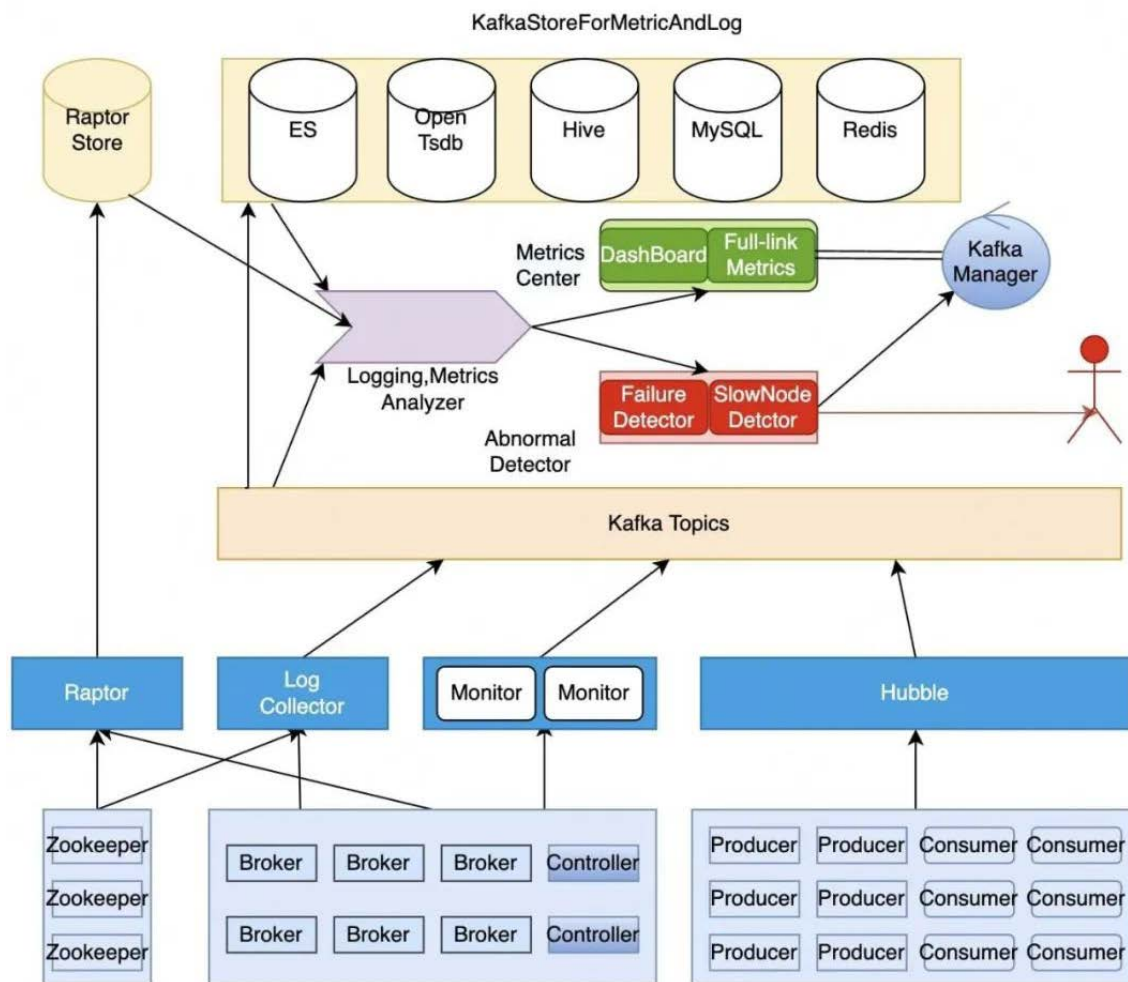 KafkaStoreForMetricAndLog
Raptor
Store
ES
Open
Tsdb
Hive
MySQL
Redis
Metrics
Center
DashBoard
Full-link
Metrics
Kafka
Manager
Logging,Metrics
Analyzer
Failure
Detector
SlowNode
Detctor
Abnormal
Detector
Kafka Topics
Raptor
Log
Collector
Monitor
Monitor
Hubble
Zookeeper
Zookeeper
Zookeeper
Broker
Broker
Broker
Controller
Broker
Broker
Broker
Controller
Producer
Producer
Consumer
Consumer
Producer
Producer
Consumer
Consumer
Producer
Producer
Consumer
Consumer